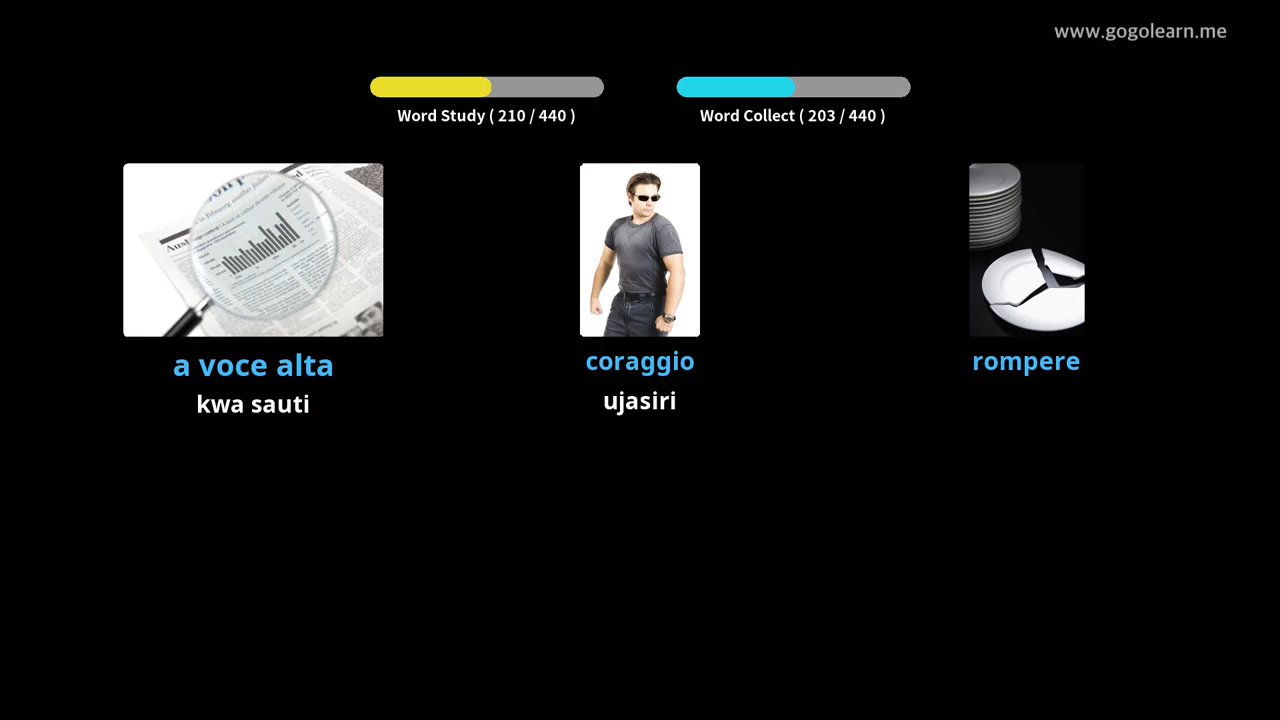 www.gogolearn.me
Word Study ( 210 / 440 )
Word Collect ( 203 / 440 )
a voce alta
kwa sauti
coraggio
ujasiri
rompere